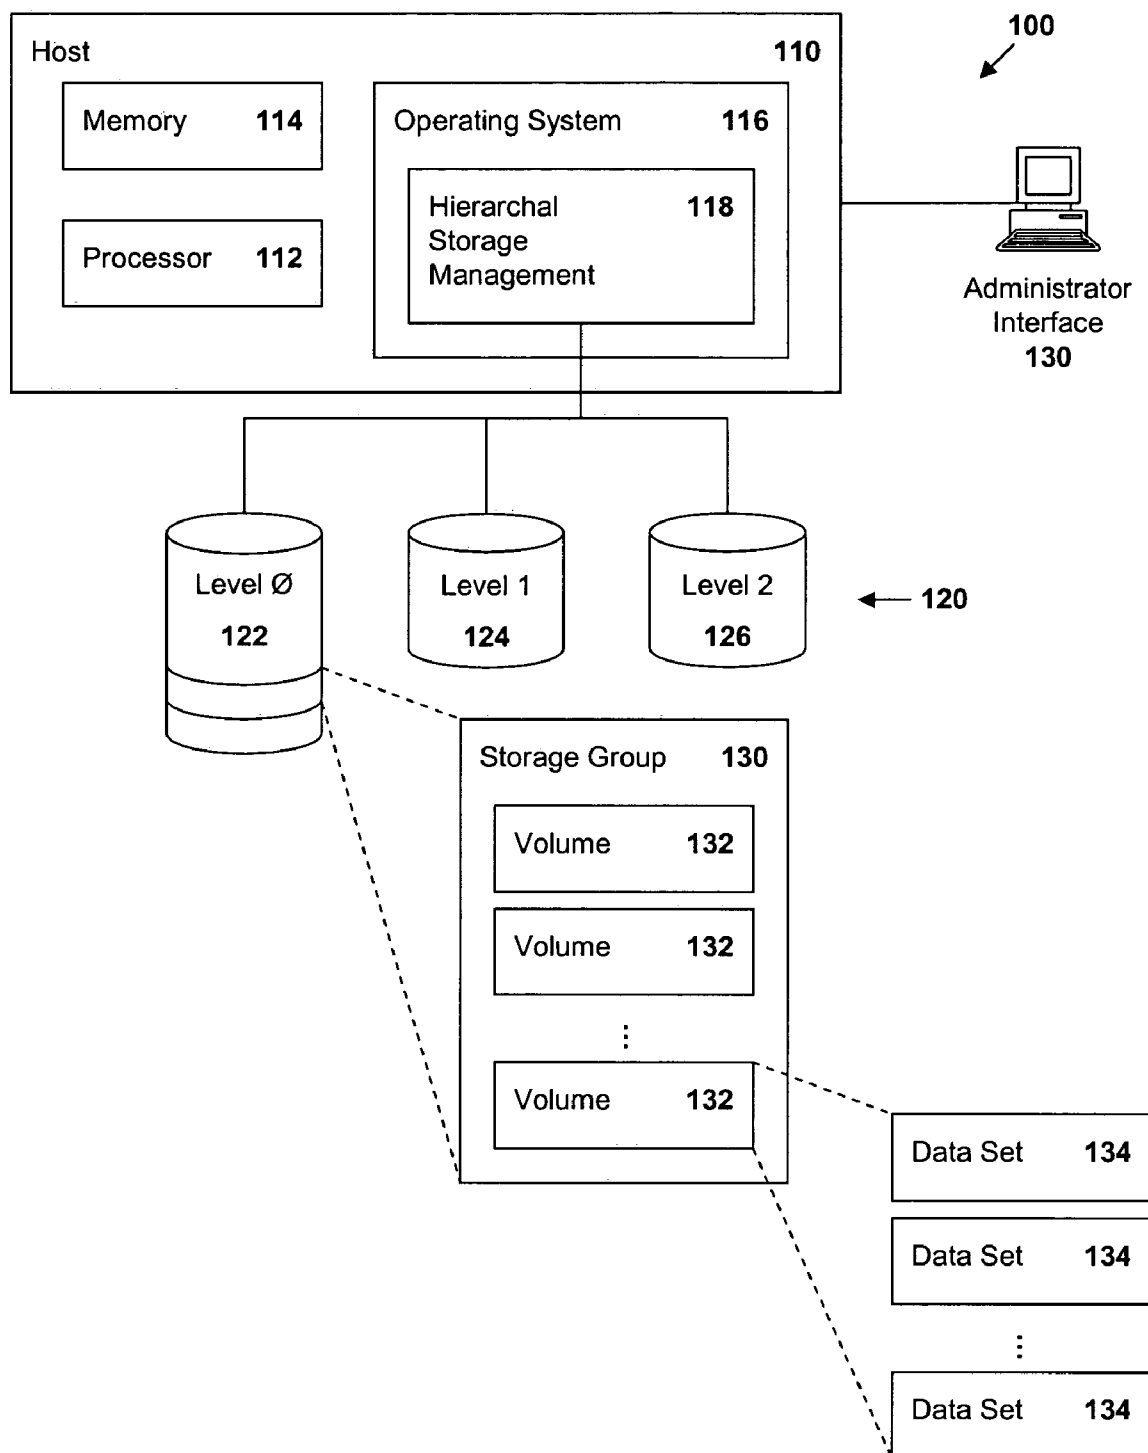 100
Host 110
Memory 114
Operating System 116
Hierarchal 118
Storage
Management
Processor 112
Administrator
Interface
130
Level Ø
122
Level 1
124
Level 2
126
120
Storage Group 130
Volume 132
Volume 132
⋮
Volume 132
Data Set 134
Data Set 134
⋮
Data Set 134